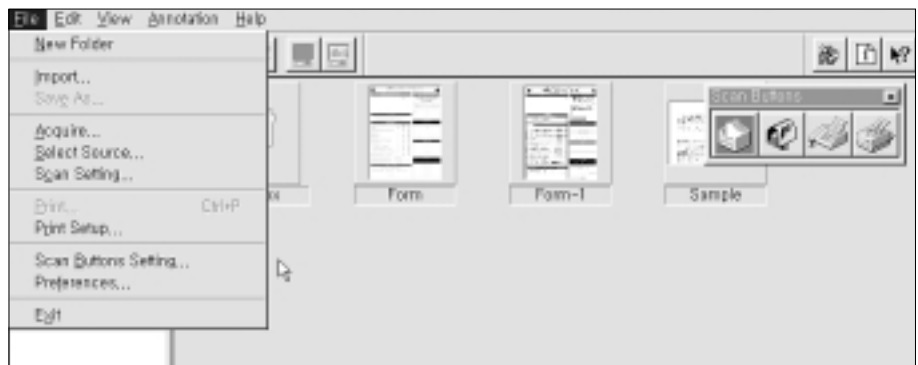 File Edit View Annotation Help
New Folder
Import...
Save As...
Acquire...
Select Source...
Scan Setting...
Print... Ctrl+P
Print Setup...
Scan Buttons Setting...
Preferences...
Exit
Scan Buttons
Form
Form-1
Sample